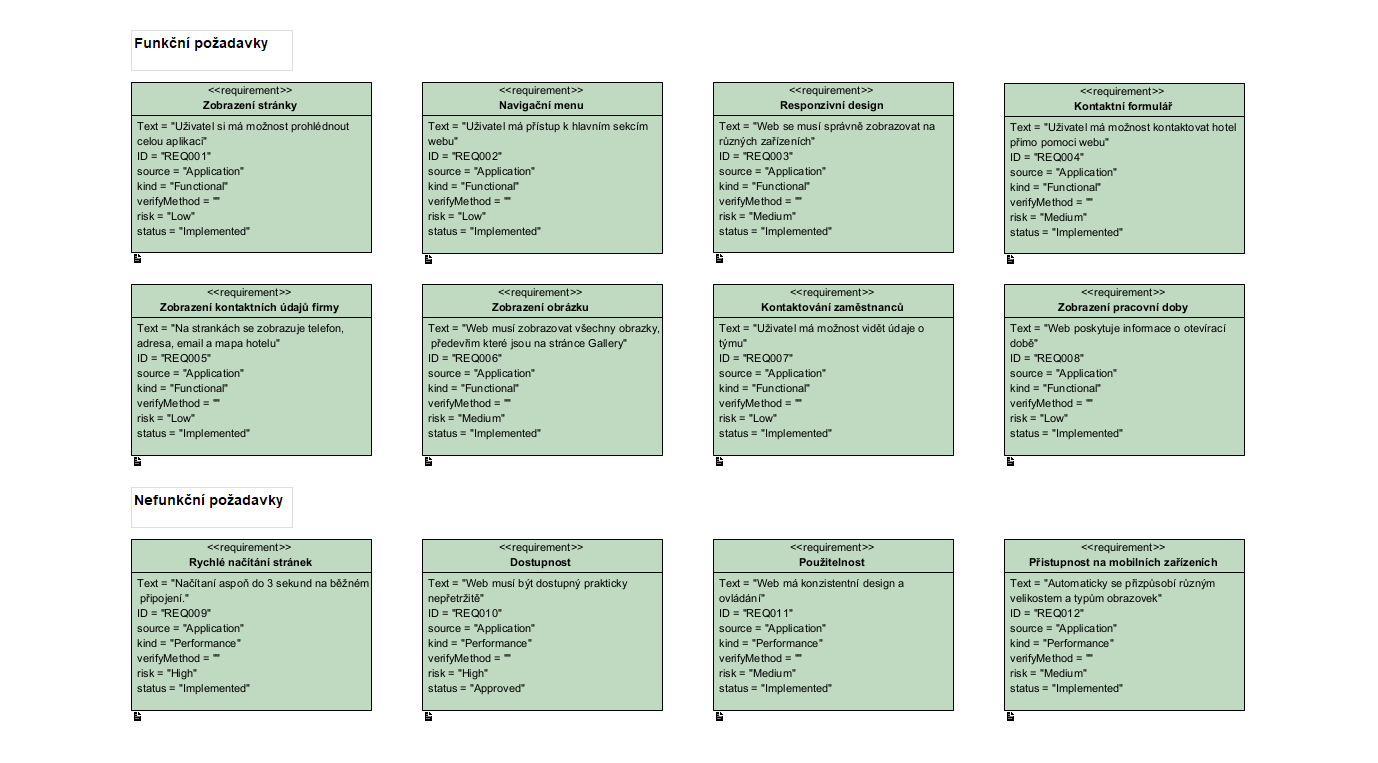 Funkční požadavky
<<requirement>>
Zobrazení stránky
Text = "Uživatel si má možnost prohlédnout
celou aplikaci"
ID = "REQ001"
source = "Application"
kind = "Functional"
verifyMethod = ""
risk = "Low"
status = "Implemented"
<<requirement>>
Navigační menu
Text = "Uživatel má přístup k hlavním sekcím
webu"
ID = "REQ002"
source = "Application"
kind = "Functional"
verifyMethod = ""
risk = "Low"
status = "Implemented"
<<requirement>>
Responzivní design
Text = "Web se musí správně zobrazovat na
různých zařízeních"
ID = "REQ003"
source = "Application"
kind = "Functional"
verifyMethod = ""
risk = "Medium"
status = "Implemented"
<<requirement>>
Kontaktní formulář
Text = "Uživatel má možnost kontaktovat hotel
přimo pomoci webu"
ID = "REQ004"
source = "Application"
kind = "Functional"
verifyMethod = ""
risk = "Medium"
status = "Implemented"
<<requirement>>
Zobrazení kontaktních údajů firmy
Text = "Na strankách se zobrazuje telefon,
adresa, email a mapa hotelu"
ID = "REQ005"
source = "Application"
kind = "Functional"
verifyMethod = ""
risk = "Low"
status = "Implemented"
<<requirement>>
Zobrazení obrázku
Text = "Web musí zobrazovat všechny obrazky,
předevřim které jsou na stránce Gallery"
ID = "REQ006"
source = "Application"
kind = "Functional"
verifyMethod = ""
risk = "Medium"
status = "Implemented"
<<requirement>>
Kontaktování zaměstnanců
Text = "Uživatel má možnost vidět údaje o
týmu"
ID = "REQ007"
source = "Application"
kind = "Functional"
verifyMethod = ""
risk = "Low"
status = "Implemented"
<<requirement>>
Zobrazení pracovní doby
Text = "Web poskytuje informace o otevírací
době"
ID = "REQ008"
source = "Application"
kind = "Functional"
verifyMethod = ""
risk = "Low"
status = "Implemented"
Nefunkční požadavky
<<requirement>>
Rychlé načítání stránek
Text = "Načítaní aspoň do 3 sekund na běžném
připojení."
ID = "REQ009"
source = "Application"
kind = "Performance"
verifyMethod = ""
risk = "High"
status = "Implemented"
<<requirement>>
Dostupnost
Text = "Web musí být dostupný prakticky
nepřetržitě"
ID = "REQ010"
source = "Application"
kind = "Performance"
verifyMethod = ""
risk = "High"
status = "Approved"
<<requirement>>
Použitelnost
Text = "Web má konzistentní design a
ovládání"
ID = "REQ011"
source = "Application"
kind = "Performance"
verifyMethod = ""
risk = "Medium"
status = "Implemented"
<<requirement>>
Přistupnost na mobilních zařízeních
Text = "Automaticky se přizpůsobí různým
velikostem a typům obrazovek"
ID = "REQ012"
source = "Application"
kind = "Performance"
verifyMethod = ""
risk = "Medium"
status = "Implemented"